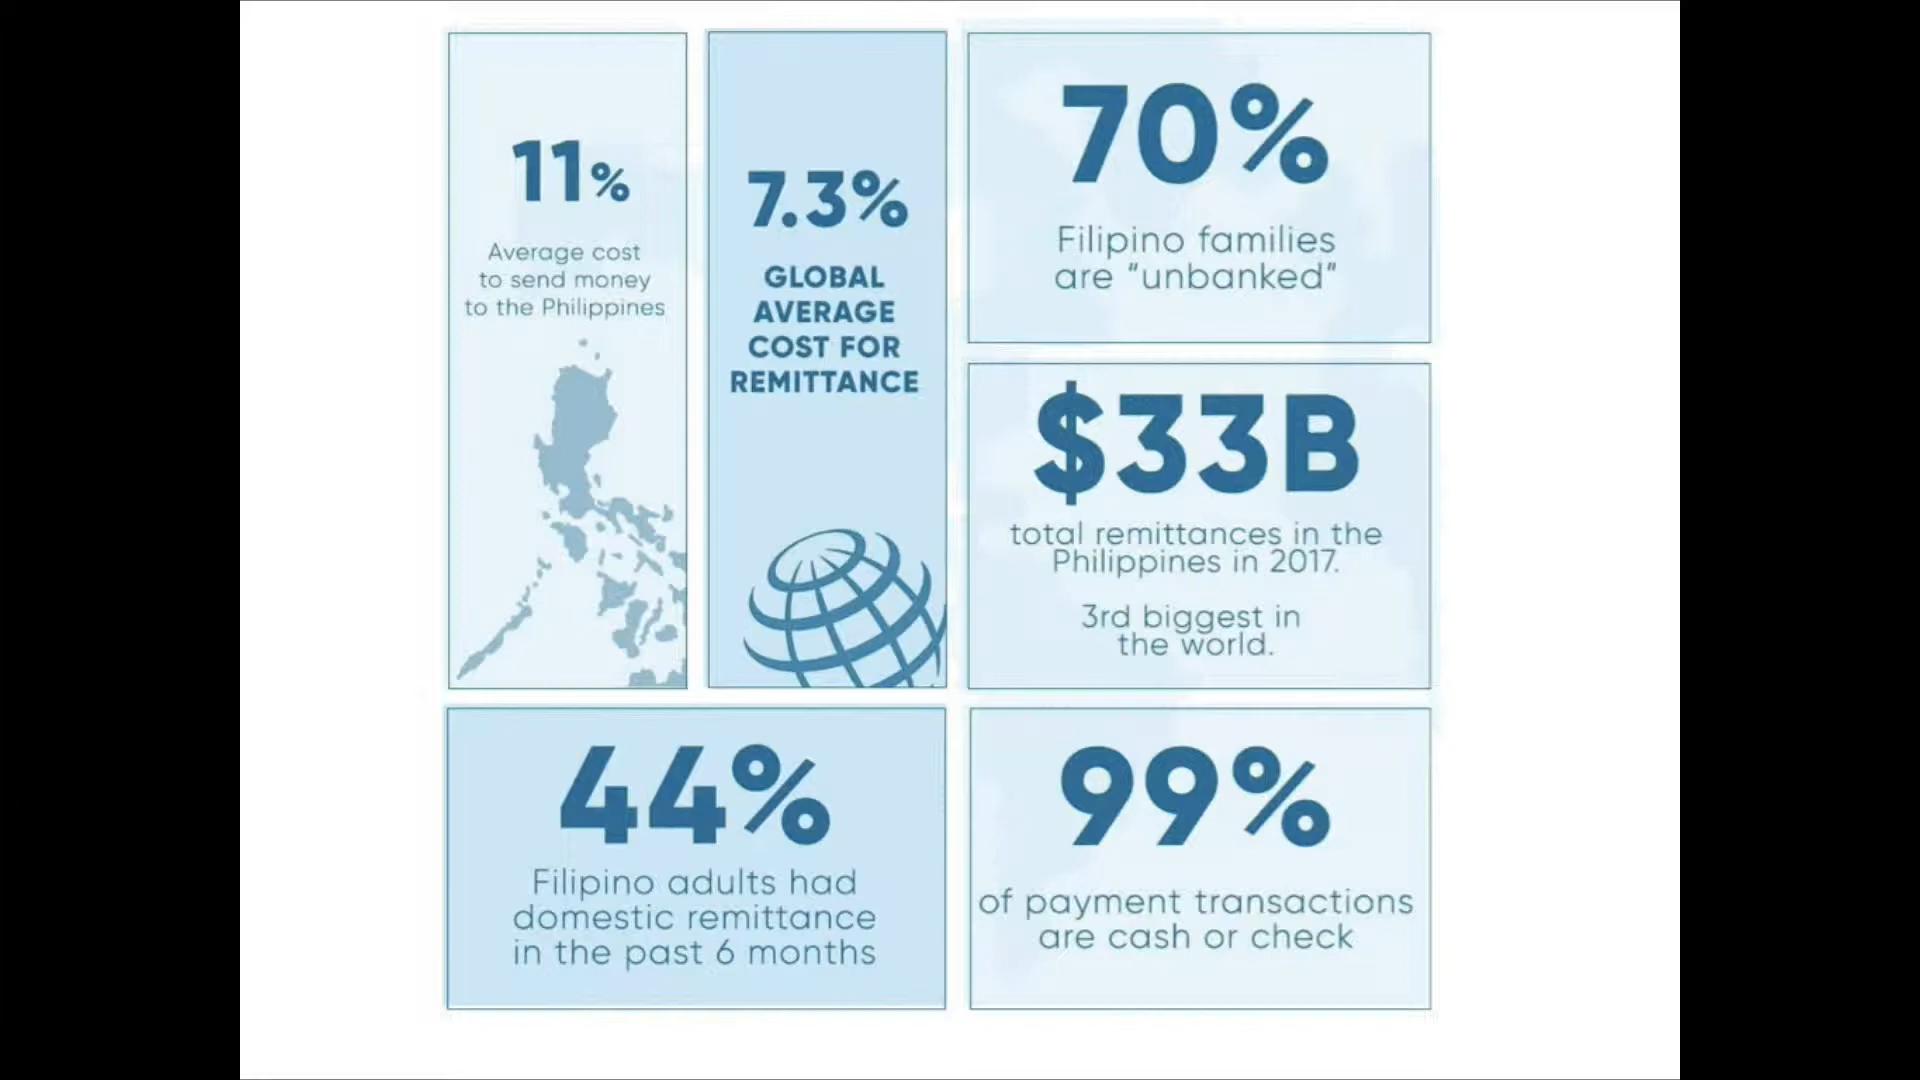 11%
Average cost
to send money
to the Philippines
7.3%
GLOBAL
AVERAGE
COST FOR
REMITTANCE
70%
Filipino families
are "unbanked"
$33B
total remittances in the
Philippines in 2017.
3rd biggest in
the world.
44%
Filipino adults had
domestic remittance
in the past 6 months
99%
of payment transactions
are cash or check